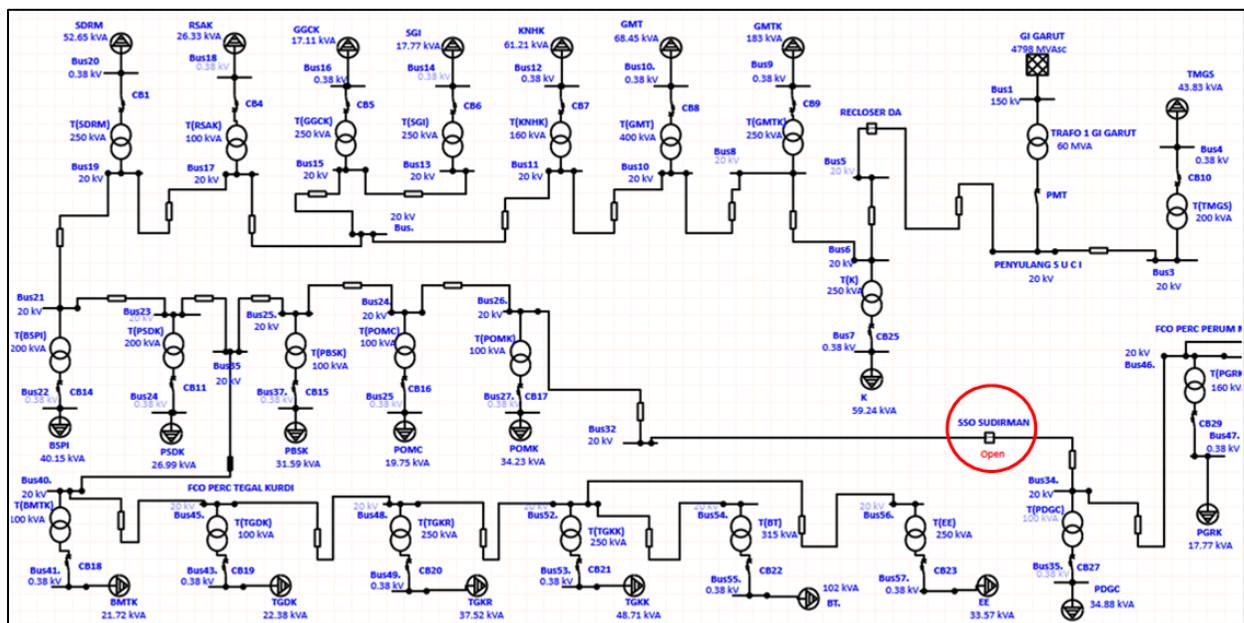 SDRM
52.65 kVA
RSAK
26.33 kVA
GGCK
17.11 kVA
SGI
17.77 kVA
KNHK
61.21 kVA
GMT
68.45 kVA
GMTK
183 kVA
GI GARUT
4798 MVAsc
TMGS
43.83 kVA
Bus20
0.38 kV
Bus18
0.38 kV
Bus16
0.38 kV
Bus14
0.38 kV
Bus12
0.38 kV
Bus10.
0.38 kV
Bus9
0.38 kV
Bus1
150 kV
Bus4
0.38 kV
CB1
CB4
CB5
CB6
CB7
CB8
CB9
CB10
T(SDRM)
250 kVA
T(RSAK)
100 kVA
T(GGCK)
250 kVA
T(SGI)
250 kVA
T(KNHK)
160 kVA
T(GMT)
400 kVA
T(GMTK)
250 kVA
RECLOSER DA
TRAFO 1 GI GARUT
60 MVA
PMT
T(TMGS)
200 kVA
Bus19
20 kV
Bus17
20 kV
Bus15
20 kV
Bus13
20 kV
Bus11
20 kV
Bus10
20 kV
Bus8
20 kV
Bus5
20 kV
20 kV
Bus.
Bus6
20 kV
PENYULANG S U C I
20 kV
Bus3
20 kV
T(K)
250 kVA
Bus7
0.38 kV
CB25
K
59.24 kVA
Bus21
20 kV
Bus23
20 kV
Bus25.
20 kV
Bus24.
20 kV
Bus26.
20 kV
T(BSPI)
200 kVA
T(PSDK)
200 kVA
Bus35
20 kV
T(PBSK)
100 kVA
T(POMC)
100 kVA
T(POMK)
100 kVA
Bus22
0.38 kV
CB14
Bus24
0.38 kV
CB11
Bus37.
0.38 kV
CB15
Bus25
0.38 kV
CB16
Bus27.
0.38 kV
CB17
BSPI
40.15 kVA
PSDK
26.99 kVA
PBSK
31.59 kVA
POMC
19.75 kVA
POMK
34.23 kVA
Bus32
20 kV
SSO SUDIRMAN
Open
FCO PERC PERUM M
20 kV
Bus46.
T(PGRK)
160 kVA
CB29
Bus47.
0.38 kV
PGRK
17.77 kVA
Bus34.
20 kV
T(PDGC)
100 kVA
Bus35.
0.38 kV
CB27
PDGC
34.88 kVA
Bus40.
20 kV
FCO PERC TEGAL KURDI
T(BMTK)
100 kVA
20 kV
Bus45.
T(TGDK)
100 kVA
20 kV
Bus48.
T(TGKR)
250 kVA
20 kV
Bus52.
T(TGKK)
250 kVA
20 kV
Bus54.
T(BT)
315 kVA
20 kV
Bus56.
T(EE)
250 kVA
Bus41.
0.38 kV
CB18
Bus43.
0.38 kV
CB19
Bus49.
0.38 kV
CB20
Bus53.
0.38 kV
CB21
Bus55.
0.38 kV
CB22
Bus57.
0.38 kV
CB23
BMTK
21.72 kVA
TGDK
22.38 kVA
TGKR
37.52 kVA
TGKK
48.71 kVA
102 kVA
BT.
EE
33.57 kVA